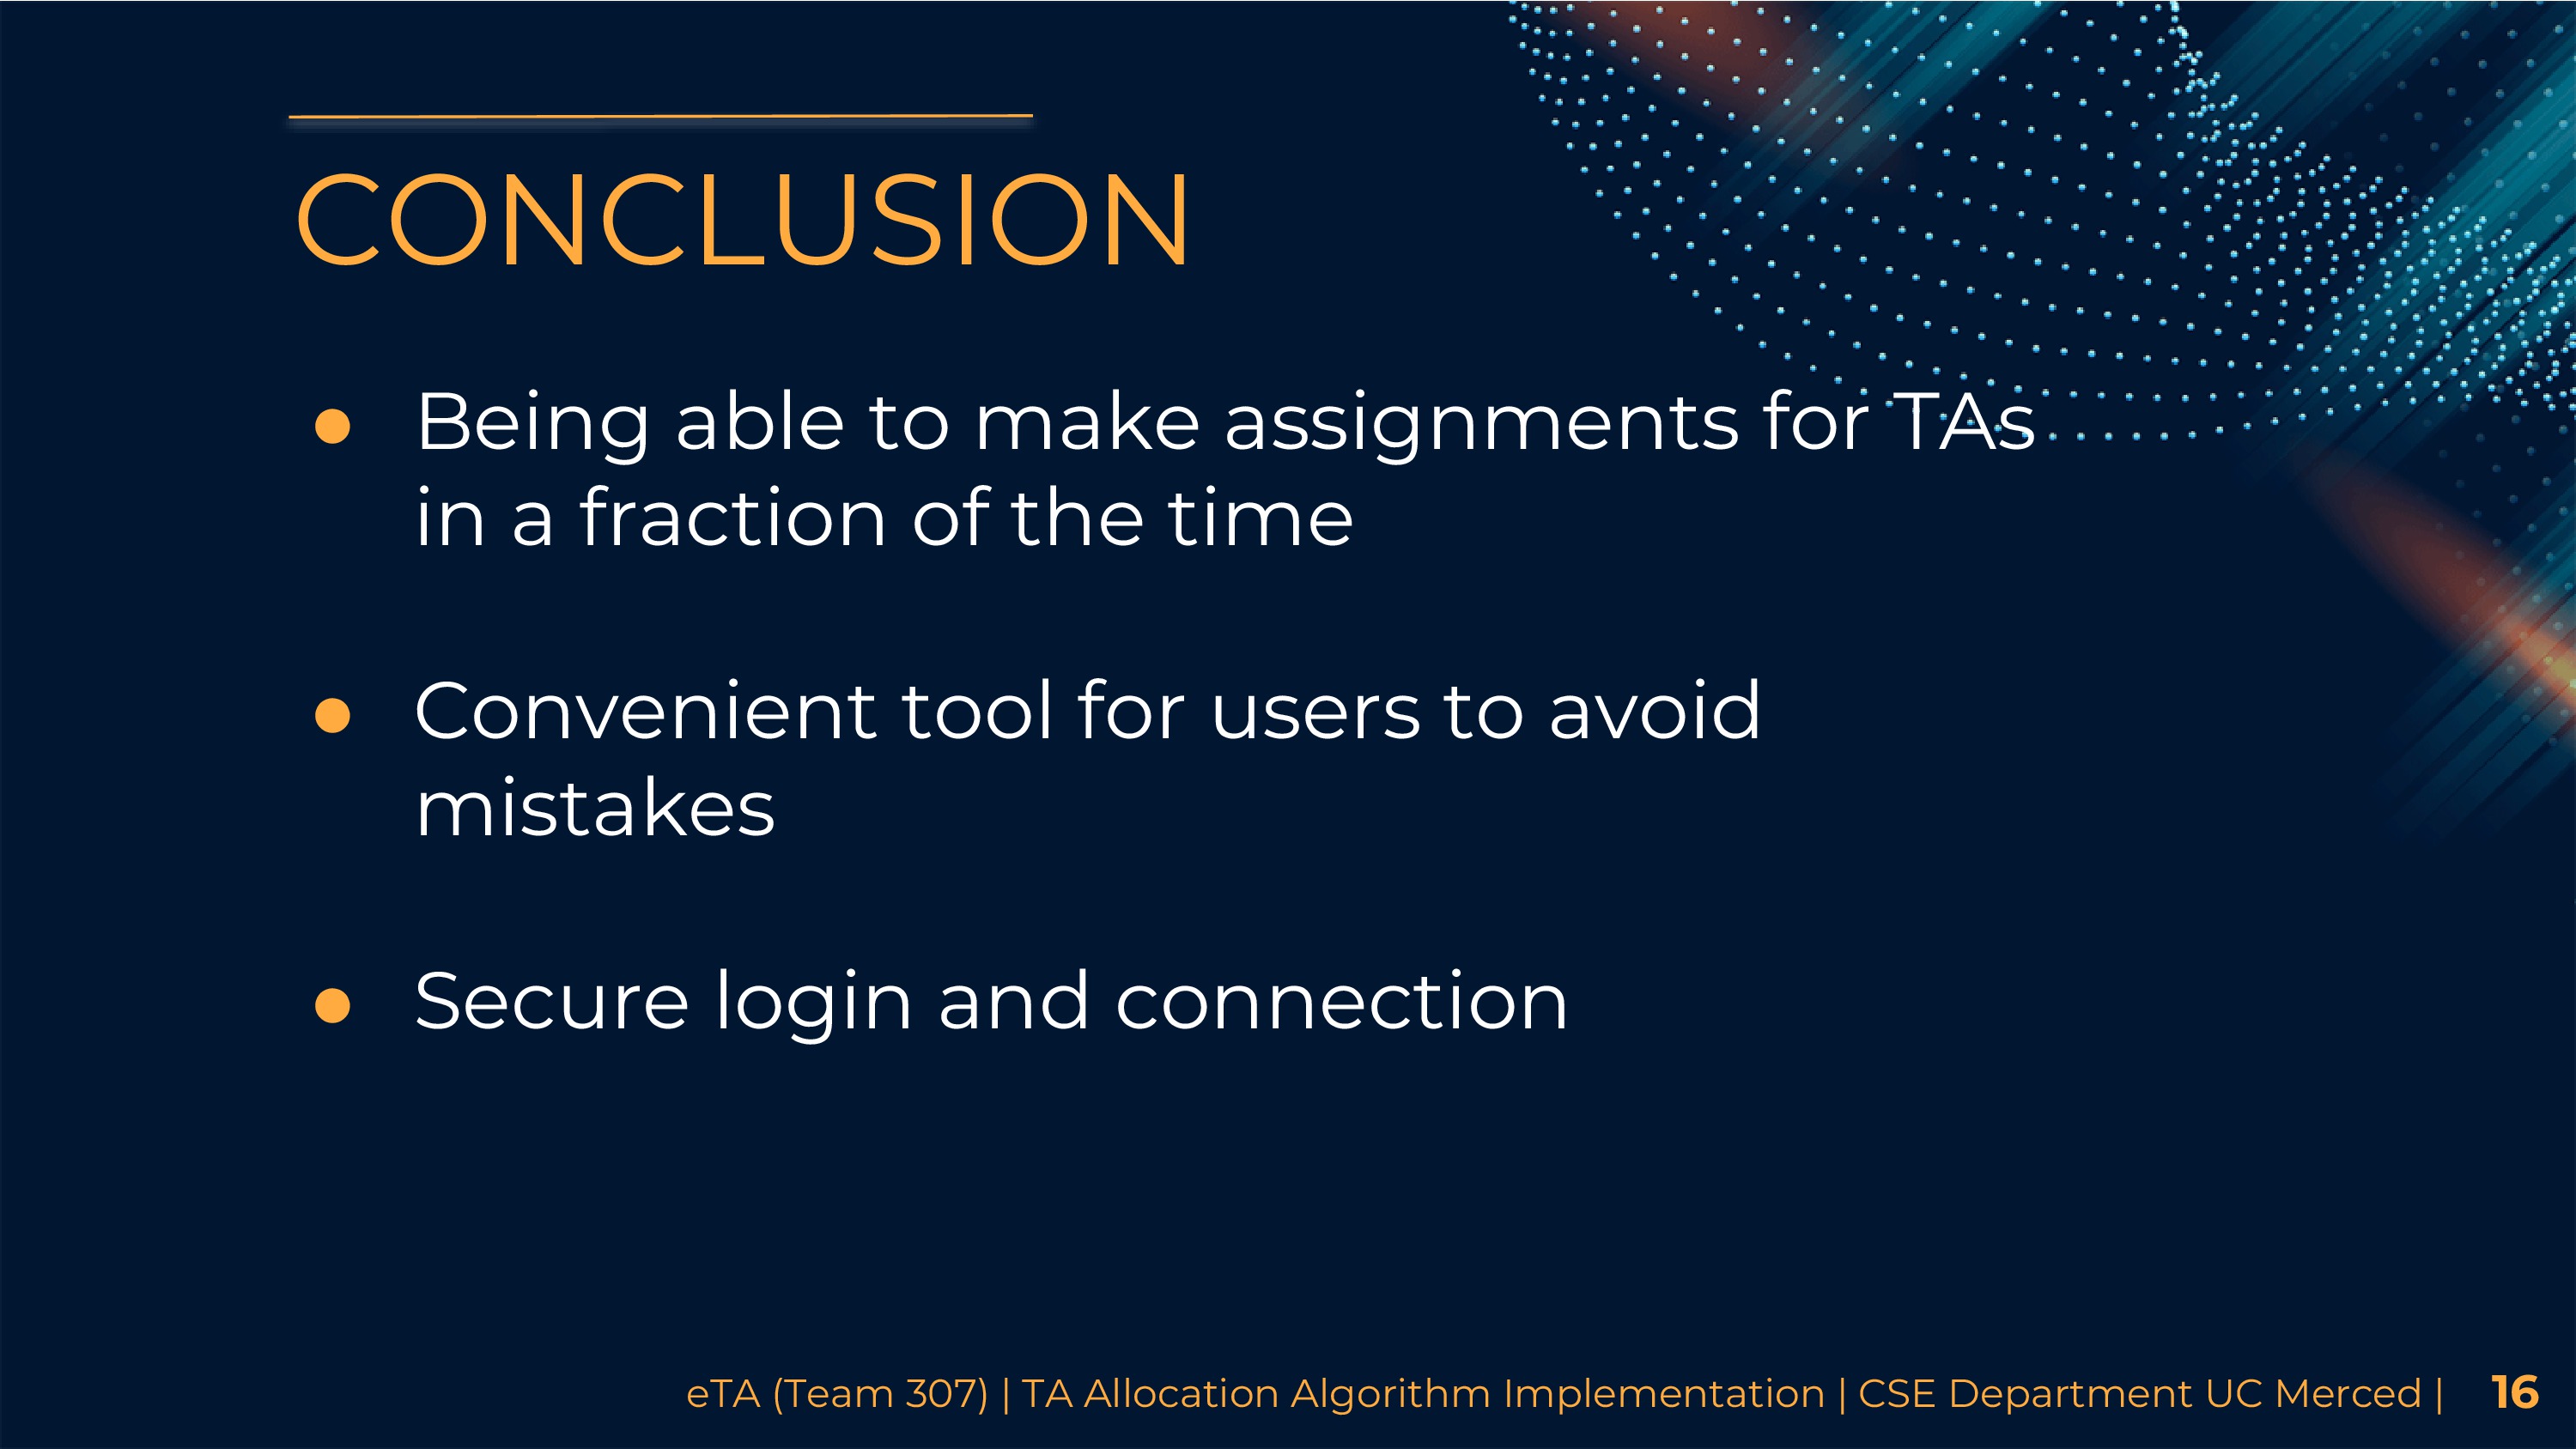 CONCLUSION
● Being able to make assignments for TAs
in a fraction of the time
● Convenient tool for users to avoid
mistakes
● Secure login and connection
eTA (Team 307) | TA Allocation Algorithm Implementation | CSE Department UC Merced | 16